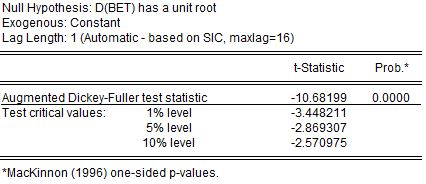 Null Hypothesis: D(BET) has a unit root
Exogenous: Constant
Lag Length: 1 (Automatic - based on SIC, maxlag=16)
t-Statistic Prob.*
Augmented Dickey-Fuller test statistic -10.68199 0.0000
Test critical values: 1% level -3.448211
5% level -2.869307
10% level -2.570975
*MacKinnon (1996) one-sided p-values.